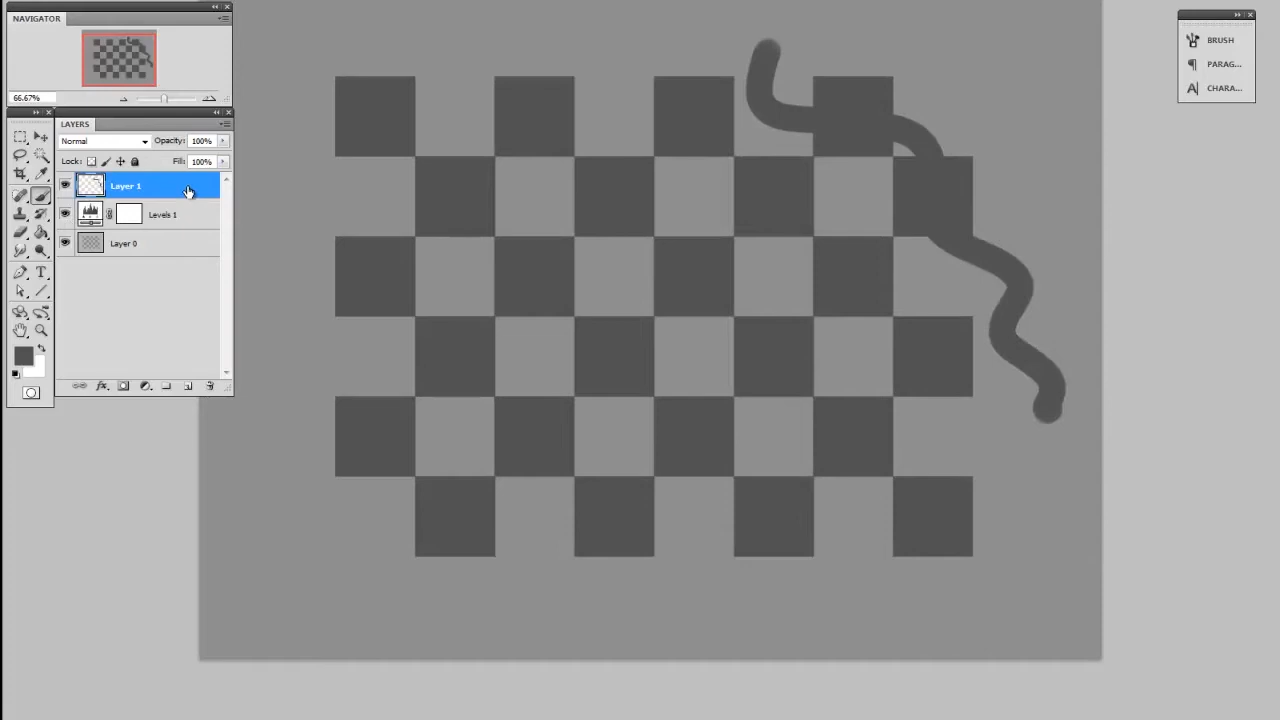 NAVIGATOR
66.67%
LAYERS
Normal Opacity: 100%
Lock: Fill: 100%
Layer 1
Levels 1
Layer 0
T
BRUSH
PARAG...
CHARA...